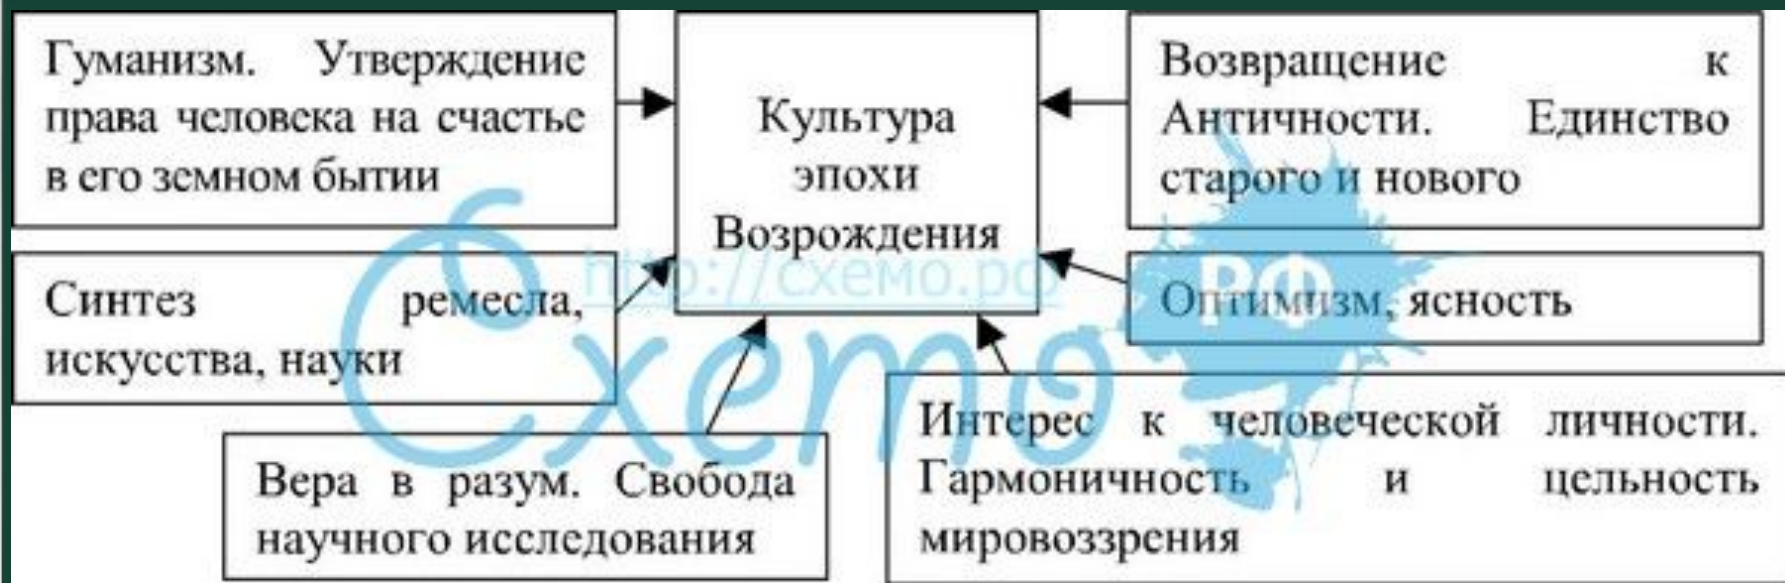 Гуманизм. Утверждение
права человека на счастье
в его земном бытии
Культура
эпохи
Возрождения
Возвращение к
Античности. Единство
старого и нового
Синтез ремесла,
искусства, науки
Оптимизм, ясность
Вера в разум. Свобода
научного исследования
Интерес к человеческой личности.
Гармоничность и цельность
мировоззрения
http://схемо.рф
Схемо
РФ